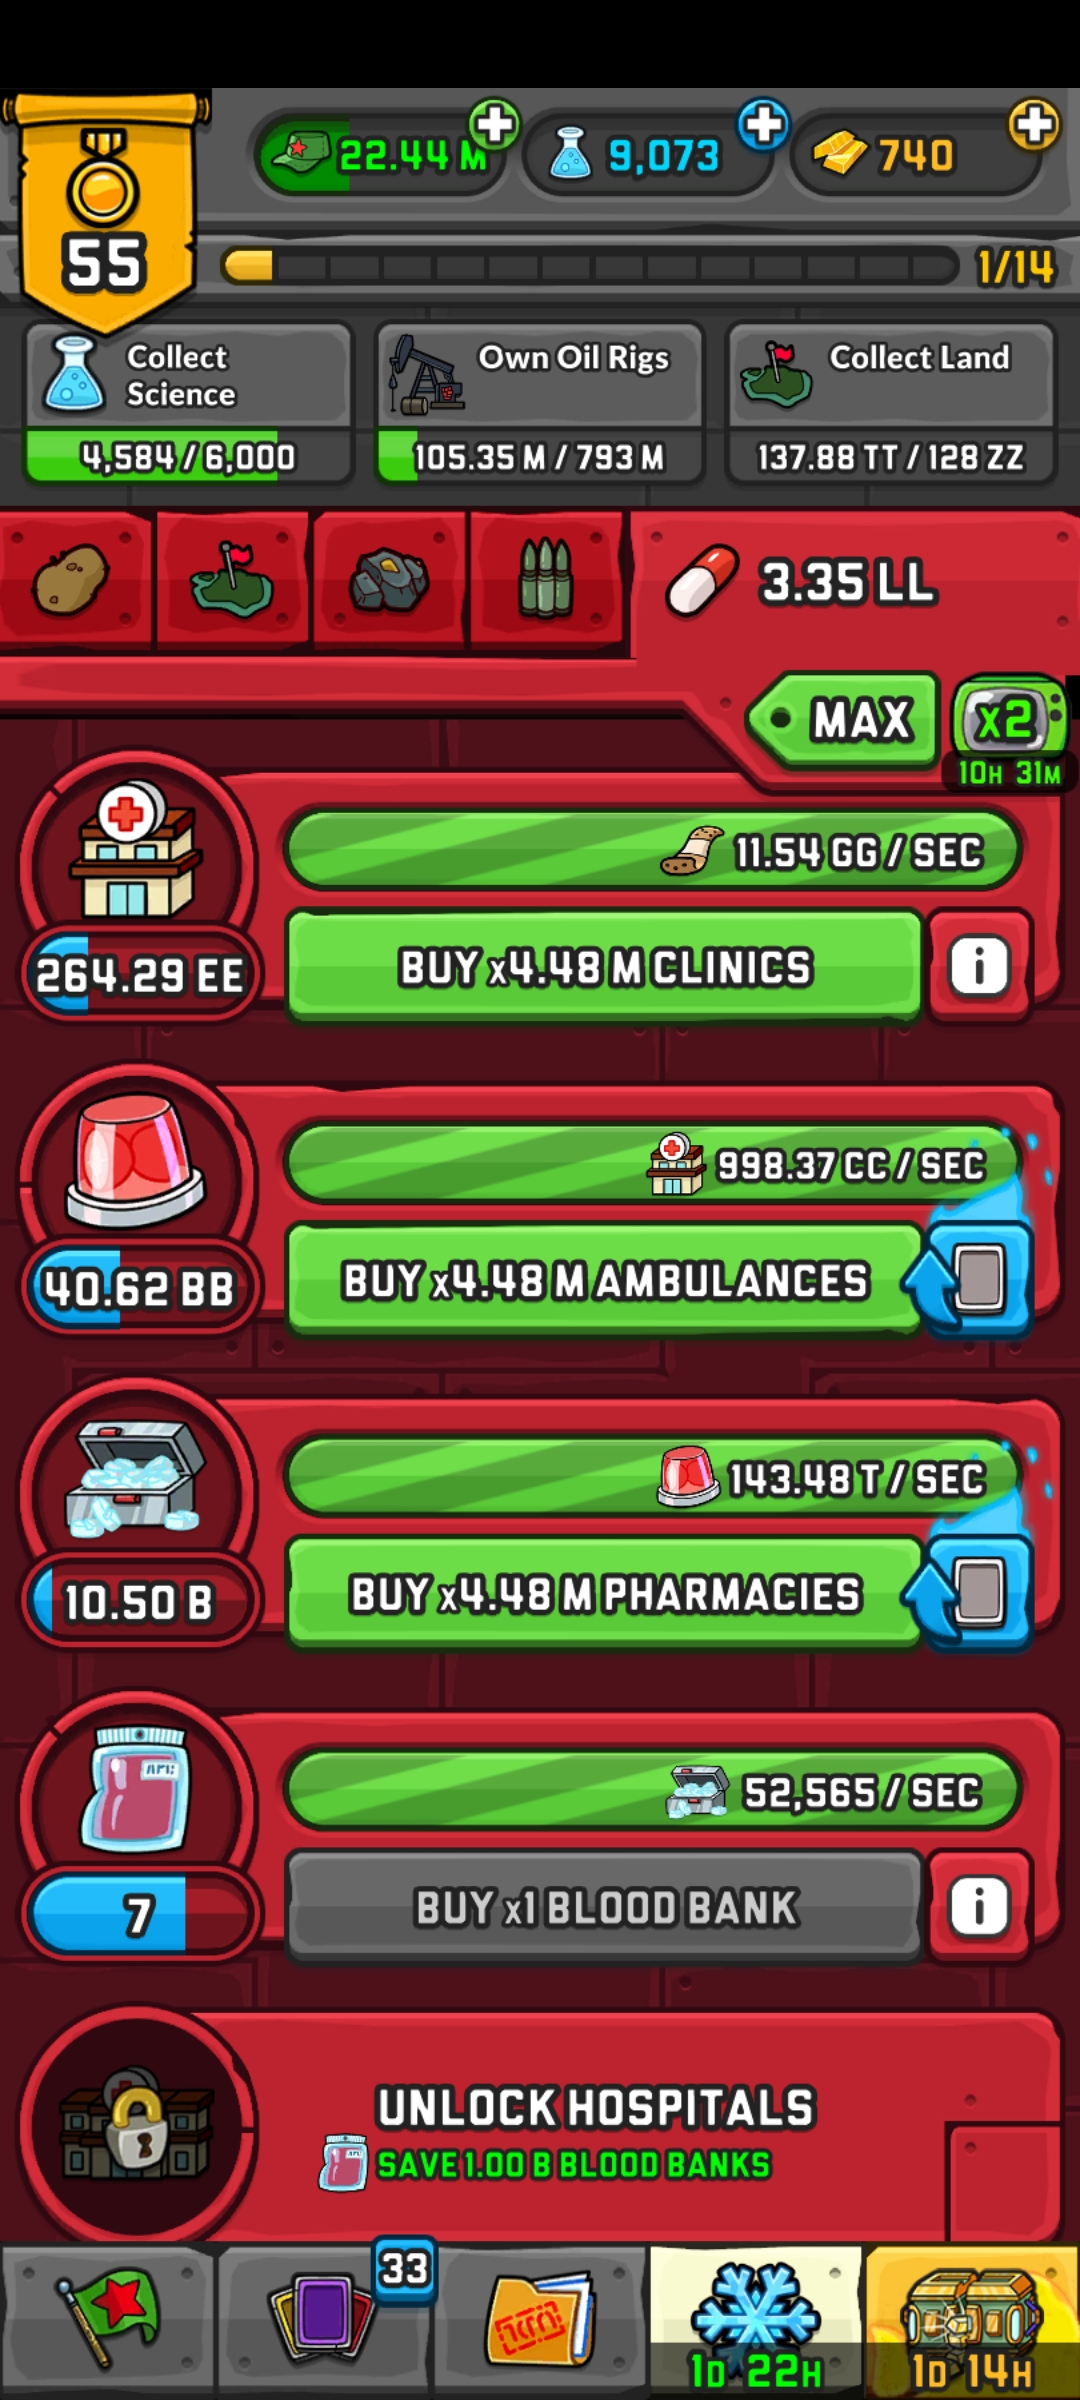 55
22.44 M
9,073
740
1/14
Collect
Science
4,584 / 6,000
Own Oil Rigs
105.35 M / 793 M
Collect Land
137.88 TT / 128 ZZ
3.35 LL
MAX
X2
10H 31M
11.54 GG / SEC
264.29 EE
BUY x4.48 M CLINICS
i
998.37 CC / SEC
40.62 BB
BUY x4.48 M AMBULANCES
143.48 T / SEC
10.50 B
BUY x4.48 M PHARMACIES
52,565 / SEC
7
BUY x1 BLOOD BANK
i
UNLOCK HOSPITALS
SAVE 1.00 B BLOOD BANKS
33
1D 22H
1D 14H